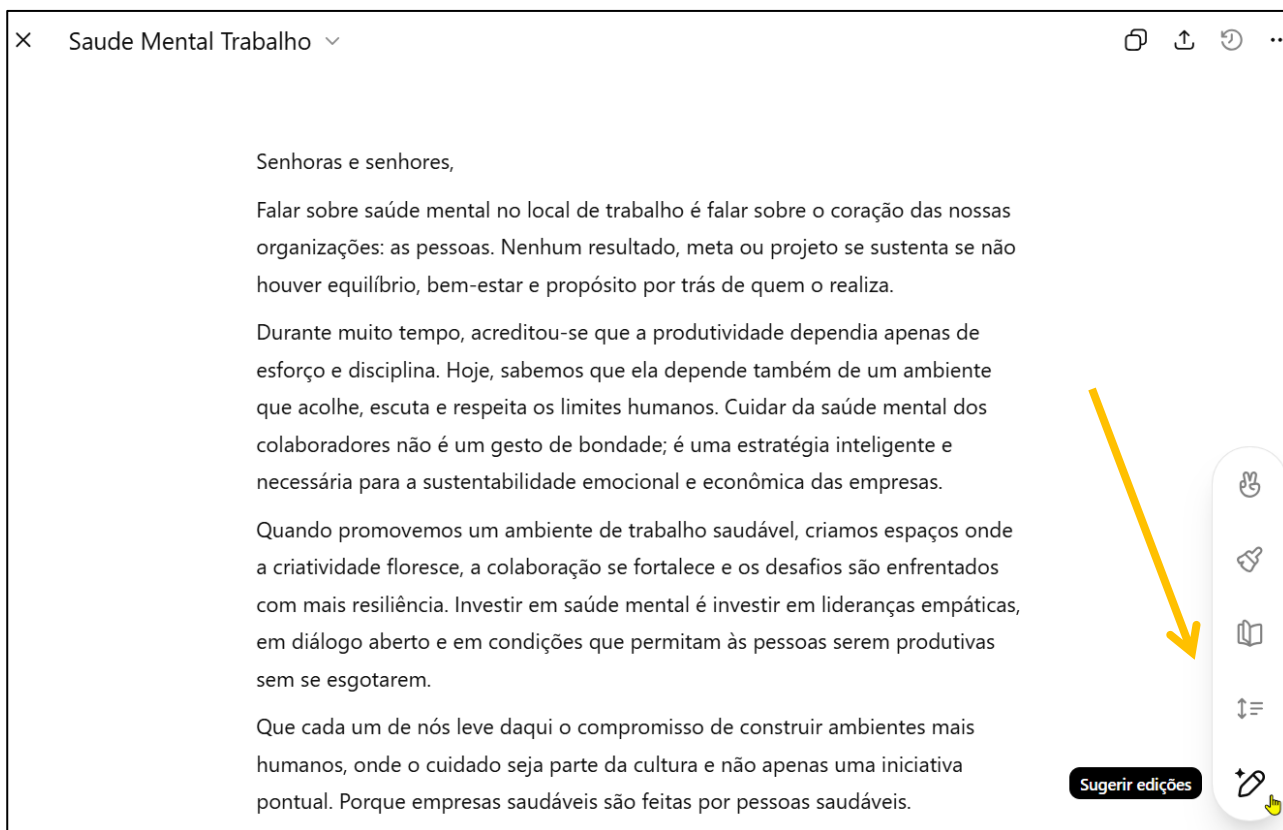 Saude Mental Trabalho
Senhoras e senhores,
Falar sobre saúde mental no local de trabalho é falar sobre o coração das nossas
organizações: as pessoas. Nenhum resultado, meta ou projeto se sustenta se não
houver equilíbrio, bem-estar e propósito por trás de quem o realiza.
Durante muito tempo, acreditou-se que a produtividade dependia apenas de
esforço e disciplina. Hoje, sabemos que ela depende também de um ambiente
que acolhe, escuta e respeita os limites humanos. Cuidar da saúde mental dos
colaboradores não é um gesto de bondade; é uma estratégia inteligente e
necessária para a sustentabilidade emocional e econômica das empresas.
Quando promovemos um ambiente de trabalho saudável, criamos espaços onde
a criatividade floresce, a colaboração se fortalece e os desafios são enfrentados
com mais resiliência. Investir em saúde mental é investir em lideranças empáticas,
em diálogo aberto e em condições que permitam às pessoas serem produtivas
sem se esgotarem.
Que cada um de nós leve daqui o compromisso de construir ambientes mais
humanos, onde o cuidado seja parte da cultura e não apenas uma iniciativa
pontual. Porque empresas saudáveis são feitas por pessoas saudáveis.
Sugerir edições